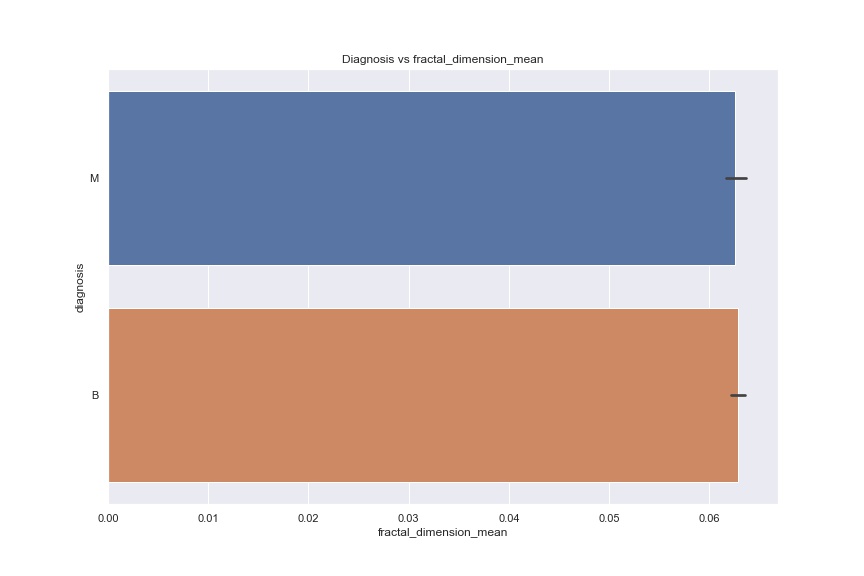 Diagnosis vs fractal_dimension_mean
M
diagnosis
B
0.00 0.01 0.02 0.03 0.04 0.05 0.06
fractal_dimension_mean